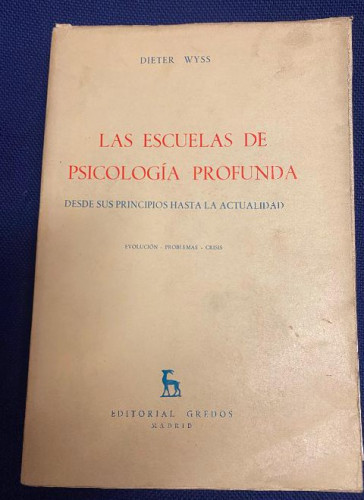 DIETER WYSS
LAS ESCUELAS DE
PSICOLOGÍA PROFUNDA
DESDE SUS PRINCIPIOS HASTA LA ACTUALIDAD
EVOLUCIÓN - PROBLEMAS - CRISIS
EDITORIAL GREDOS
MADRID